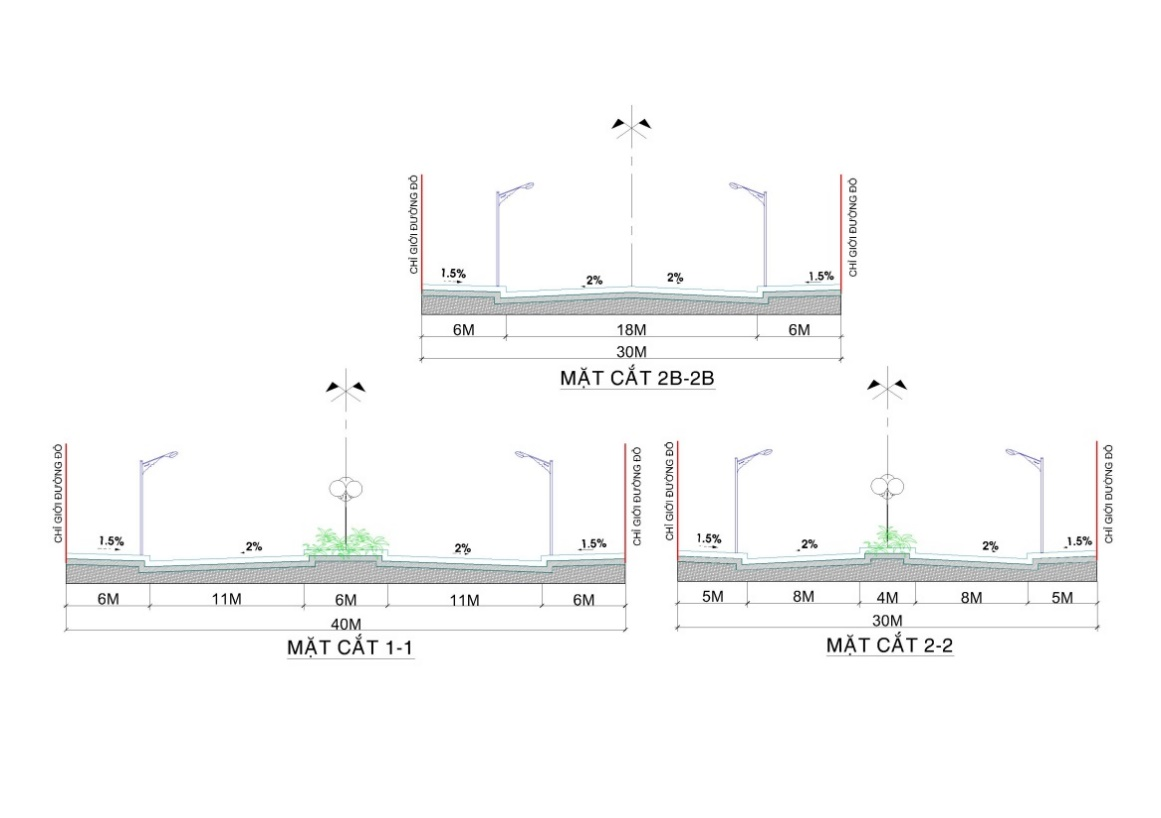 CHỈ GIỚI ĐƯỜNG ĐỎ
CHỈ GIỚI ĐƯỜNG ĐỎ
1.5%
2%
2%
1.5%
6M
18M
6M
30M
MẶT CẮT 2B-2B
CHỈ GIỚI ĐƯỜNG ĐỎ
CHỈ GIỚI ĐƯỜNG ĐỎ
1.5%
2%
2%
1.5%
6M
11M
6M
11M
6M
40M
MẶT CẮT 1-1
CHỈ GIỚI ĐƯỜNG ĐỎ
CHỈ GIỚI ĐƯỜNG ĐỎ
1.5%
2%
2%
1.5%
5M
8M
4M
8M
5M
30M
MẶT CẮT 2-2